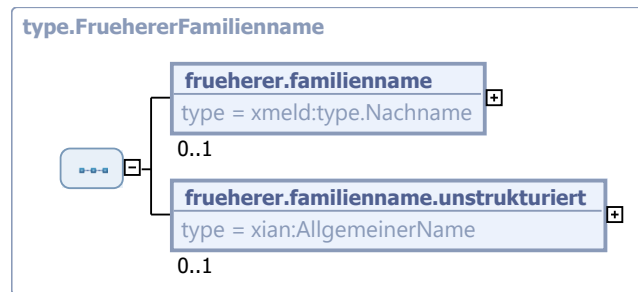 type.FruehererFamilienname
frueherer.familienname
type = xmeld:type.Nachname
0..1
frueherer.familienname.unstrukturiert
type = xian:AllgemeinerName
0..1